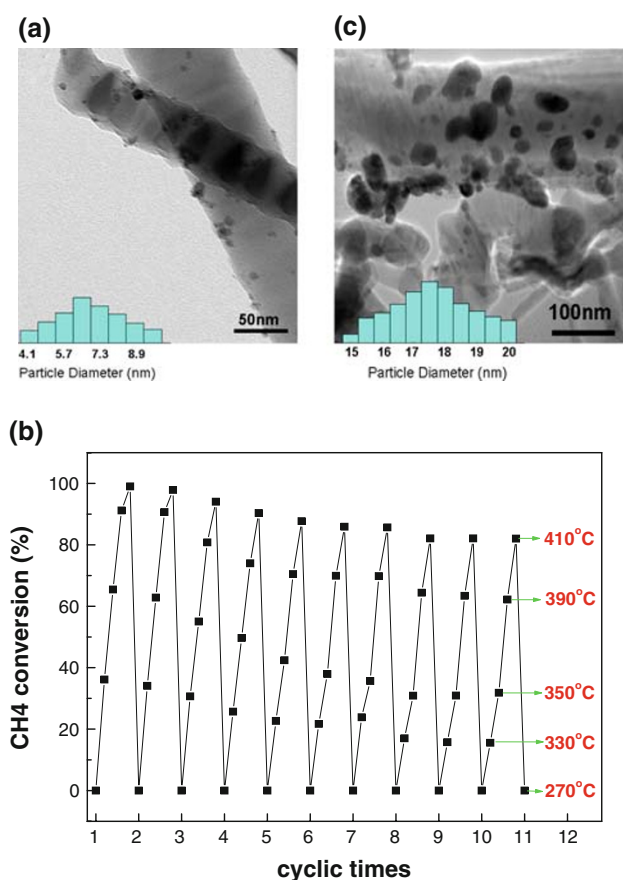 (a)
(c)
50nm
100nm
4.1 5.7 7.3 8.9
Particle Diameter (nm)
15 16 17 18 19 20
Particle Diameter (nm)
(b)
CH4 conversion (%)
100
80
60
40
20
0
410°C
390°C
350°C
330°C
270°C
1 2 3 4 5 6 7 8 9 10 11 12
cyclic times